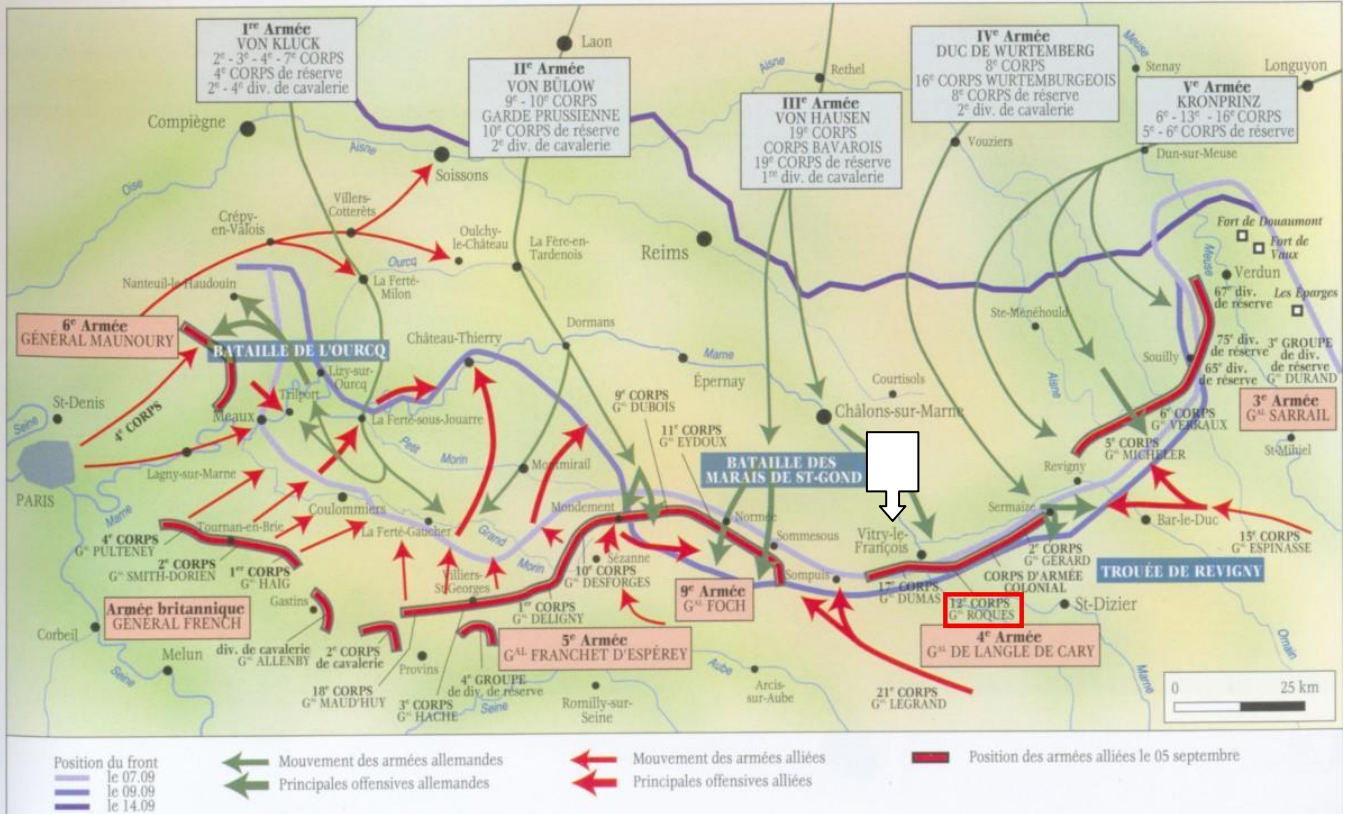 Iʳᵉ Armée
VON KLUCK
2ᵉ - 3ᵉ - 4ᵉ - 7ᵉ CORPS
4ᵉ CORPS de réserve
2ᵉ - 4ᵉ div. de cavalerie
Laon
IIᵉ Armée
VON BÜLOW
9ᵉ - 10ᵉ CORPS
GARDE PRUSSIENNE
10ᵉ CORPS de réserve
2ᵉ div. de cavalerie
Aisne
Rethel
IIIᵉ Armée
VON HAUSEN
19ᵉ CORPS
CORPS BAVAROIS
19ᵉ CORPS de réserve
1ʳᵉ div. de cavalerie
IVᵉ Armée
DUC DE WURTEMBERG
8ᵉ CORPS
16ᵉ CORPS WURTEMBURGEOIS
8ᵉ CORPS de réserve
2ᵉ div. de cavalerie
Meuse
Stenay
Longuyon
Vᵉ Armée
KRONPRINZ
6ᵉ - 13ᵉ - 16ᵉ CORPS
5ᵉ - 6ᵉ CORPS de réserve
Compiègne
Aisne
Soissons
Vouziers
Dun-sur-Meuse
Oise
Villers-
Cotterêts
Crépy-
en-Valois
Oulchy-
le-Château
La Fère-en-
Tardenois
Reims
Fort de Douaumont
Fort de
Vaux
Meuse
Verdun
Ourcq
La Ferté-
Milon
Nanteuil-le-Haudouin
67ᵉ div.
de réserve
Les Eparges
6ᵉ Armée
GÉNÉRAL MAUNOURY
BATAILLE DE L'OURCQ
Château-Thierry
Dormans
Marne
Épernay
Ste-Ménéhould
Aisne
Souilly
75ᵉ div.
de réserve
65ᵉ div.
de réserve
3ᵉ GROUPE
de div. de
réserve
Gᵃˡ DURAND
Lizy-sur-
Ourcq
Trilport
Meaux
La Ferté-sous-Jouarre
Courtisols
Châlons-sur-Marne
St-Denis
Seine
4ᵉ CORPS
9ᵉ CORPS
Gᵃˡ DUBOIS
11ᵉ CORPS
Gᵃˡ EYDOUX
6ᵉ CORPS
Gᵃˡ VERRAUX
3ᵉ Armée
Gᴬᴸ SARRAIL
5ᵉ CORPS
Gᵃˡ MICHELER
St-Mihiel
Petit
Morin
Lagny-sur-Marne
Montmirail
BATAILLE DES
MARAIS DE ST-GOND
Revigny
PARIS
Marne
Coulommiers
Mondement
Normée
Sermaize
Bar-le-Duc
Tournan-en-Brie
La Ferté-Gaucher
Grand
Morin
Sommesous
Vitry-le-
François
15ᵉ CORPS
Gᵃˡ ESPINASSE
4ᵉ CORPS
Gᵃˡ PULTENEY
2ᵉ CORPS
Gᵃˡ SMITH-DORIEN
1ᵉʳ CORPS
Gᵃˡ HAIG
Sézanne
10ᵉ CORPS
Gᵃˡ DESFORGES
Sompuis
2ᵉ CORPS
Gᵃˡ GÉRARD
CORPS D'ARMÉE
COLONIAL
TROUÉE DE REVIGNY
Villiers-
St-Georges
9ᵉ Armée
Gᴬᴸ FOCH
17ᵉ CORPS
Gᵃˡ DUMAS
Armée britannique
GÉNÉRAL FRENCH
Gastins
1ᵉʳ CORPS
Gᵃˡ DELIGNY
12ᵉ CORPS
Gᵃˡ ROQUES
St-Dizier
Corbeil
Melun
div. de cavalerie
Gᵃˡ ALLENBY
2ᵉ CORPS
de cavalerie
Provins
5ᵉ Armée
Gᴬᴸ FRANCHET D'ESPÉREY
4ᵉ Armée
Gᴬᴸ DE LANGLE DE CARY
Ornain
Seine
18ᵉ CORPS
Gᵃˡ MAUD'HUY
3ᵉ CORPS
Gᵃˡ HACHE
4ᵉ GROUPE
de div. de réserve
Seine
Romilly-sur-
Seine
Aube
Arcis-
sur-Aube
21ᵉ CORPS
Gᵃˡ LEGRAND
Marne
0 25 km
Position du front
le 07.09
le 09.09
le 14.09
Mouvement des armées allemandes
Principales offensives allemandes
Mouvement des armées alliées
Principales offensives alliées
Position des armées alliées le 05 septembre